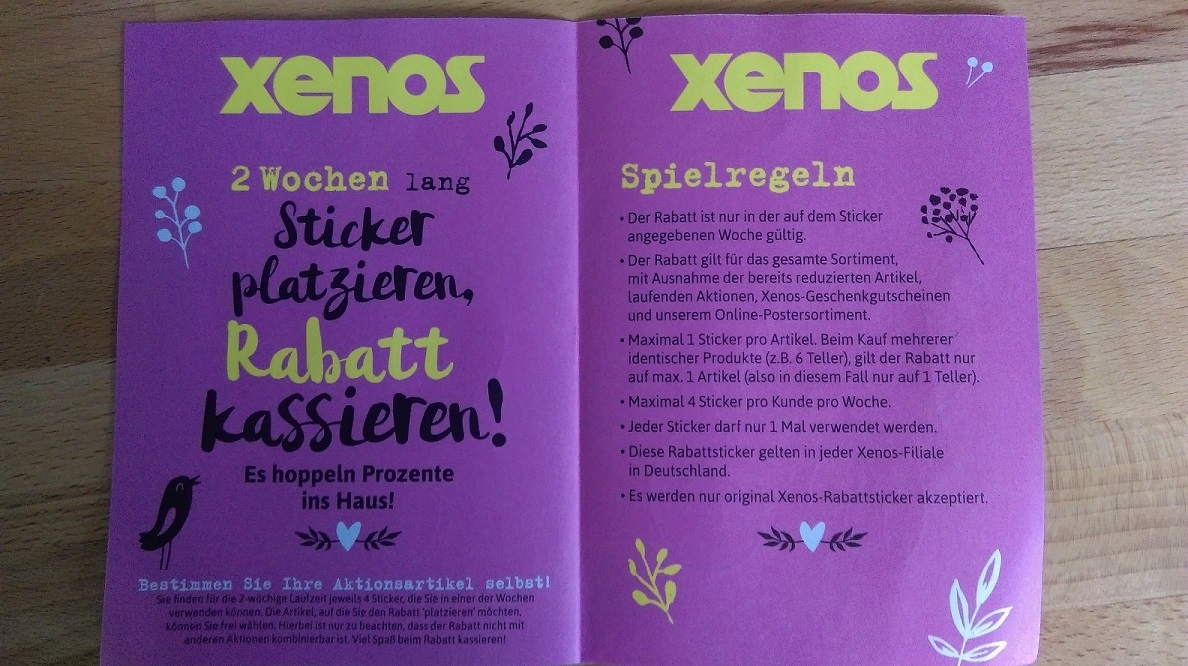 xenos
2 Wochen lang
Sticker
platzieren,
Rabatt
kassieren!
Es hoppeln Prozente
ins Haus!
Bestimmen Sie Ihre Aktionsartikel selbst!
Sie finden für die 2-wöchige Laufzeit jeweils 4 Sticker, die Sie in einer der Wochen
verwenden können. Die Artikel, auf die Sie den Rabatt 'platzieren' möchten,
können Sie frei wählen. Hierbei ist nur zu beachten, dass der Rabatt nicht mit
anderen Aktionen kombinierbar ist. Viel Spaß beim Rabatt kassieren!
xenos
Spielregeln
• Der Rabatt ist nur in der auf dem Sticker
angegebenen Woche gültig.
• Der Rabatt gilt für das gesamte Sortiment,
mit Ausnahme der bereits reduzierten Artikel,
laufenden Aktionen, Xenos-Geschenkgutscheinen
und unserem Online-Postersortiment.
• Maximal 1 Sticker pro Artikel. Beim Kauf mehrerer
identischer Produkte (z.B. 6 Teller), gilt der Rabatt nur
auf max. 1 Artikel (also in diesem Fall nur auf 1 Teller).
• Maximal 4 Sticker pro Kunde pro Woche.
• Jeder Sticker darf nur 1 Mal verwendet werden.
• Diese Rabattsticker gelten in jeder Xenos-Filiale
in Deutschland.
• Es werden nur original Xenos-Rabattsticker akzeptiert.